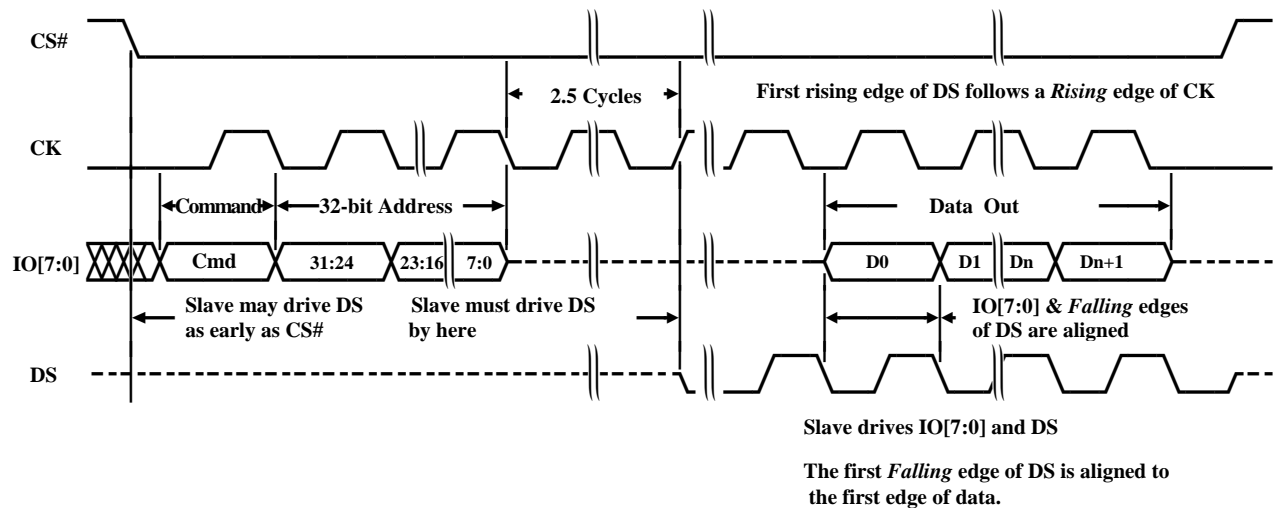 CS#
2.5 Cycles
First rising edge of DS follows a Rising edge of CK
CK
Command
32-bit Address
Data Out
IO[7:0]
Cmd
31:24
23:16
7:0
D0
D1
Dn
Dn+1
Slave may drive DS
as early as CS#
Slave must drive DS
by here
IO[7:0] & Falling edges
of DS are aligned
DS
Slave drives IO[7:0] and DS
The first Falling edge of DS is aligned to
the first edge of data.